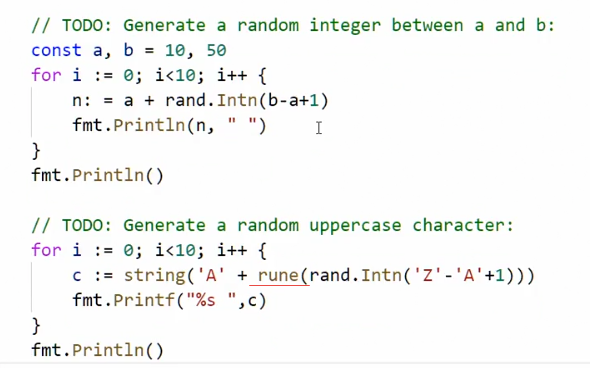 // TODO: Generate a random integer between a and b:
const a, b = 10, 50
for i := 0; i<10; i++ {
    n: = a + rand.Intn(b-a+1)
    fmt.Println(n, " ")
}
fmt.Println()

// TODO: Generate a random uppercase character:
for i := 0; i<10; i++ {
    c := string('A' + rune(rand.Intn('Z'-'A'+1)))
    fmt.Printf("%s ",c)
}
fmt.Println()